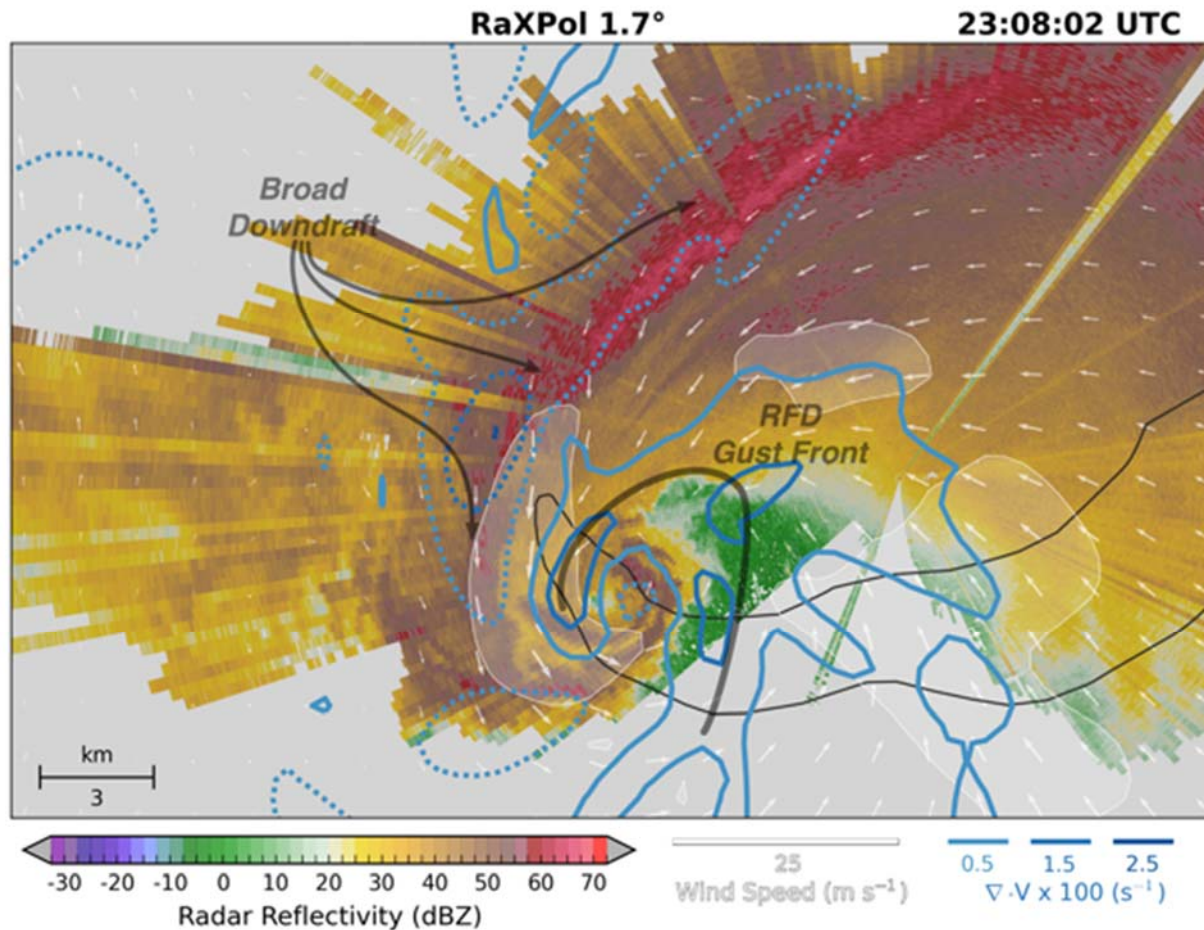 RaXPol 1.7° 23:08:02 UTC
Broad
Downdraft
RFD
Gust Front
km
3
-30 -20 -10 0 10 20 30 40 50 60 70
Radar Reflectivity (dBZ)
25
Wind Speed (m s⁻¹)
0.5 1.5 2.5
∇·V x 100 (s⁻¹)